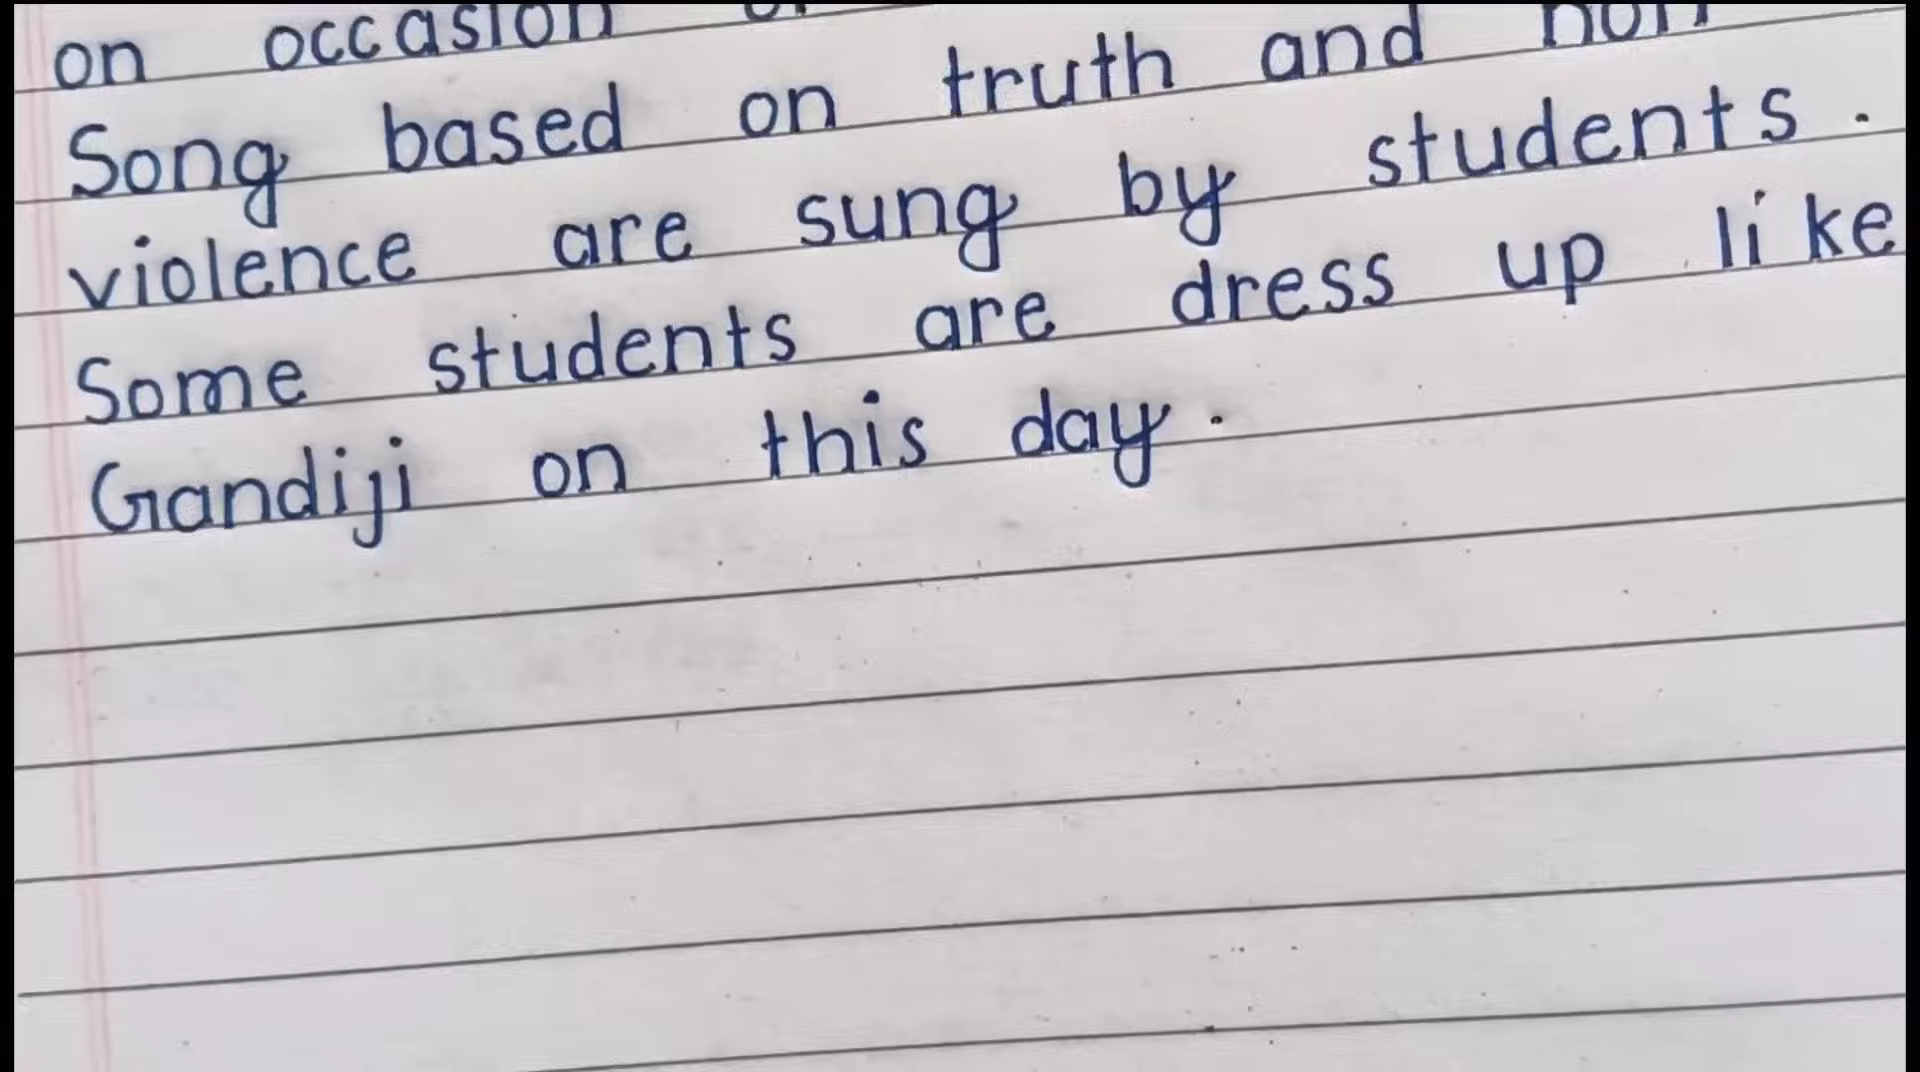 on occasion
Song based on truth and non
violence are sung by students.
Some students are dress up like
Gandiji on this day.